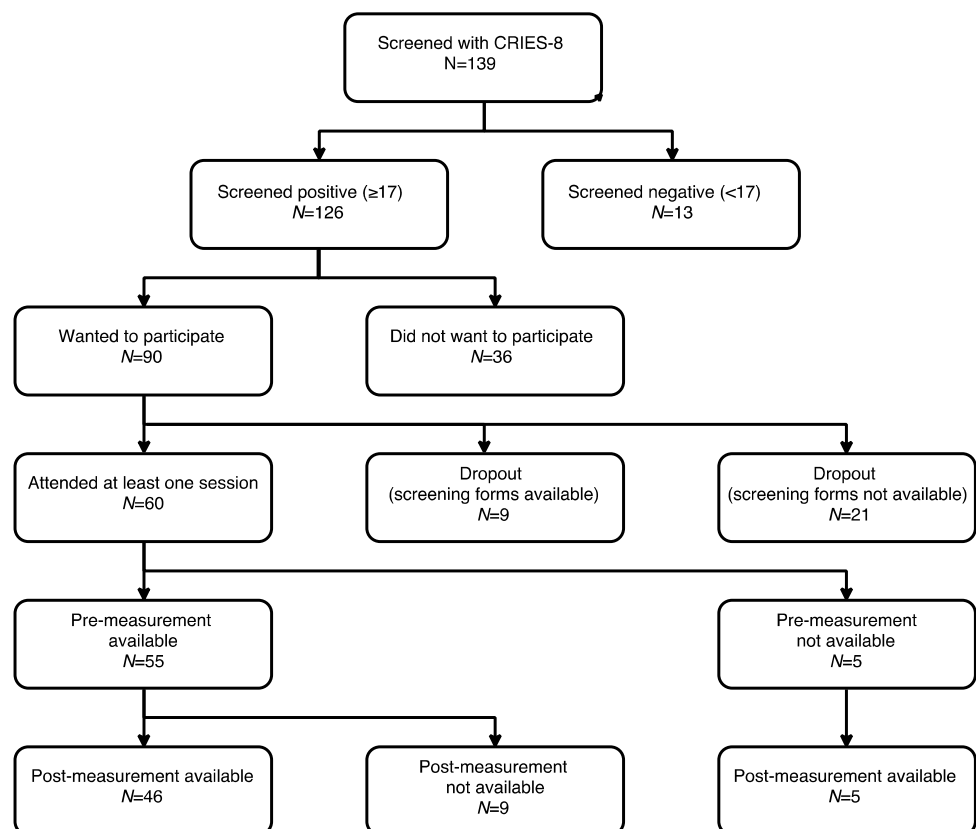 Screened with CRIES-8
N=139
Screened positive (≥17)
N=126
Screened negative (<17)
N=13
Wanted to participate
N=90
Did not want to participate
N=36
Attended at least one session
N=60
Dropout
(screening forms available)
N=9
Dropout
(screening forms not available)
N=21
Pre-measurement
available
N=55
Pre-measurement
not available
N=5
Post-measurement available
N=46
Post-measurement
not available
N=9
Post-measurement available
N=5